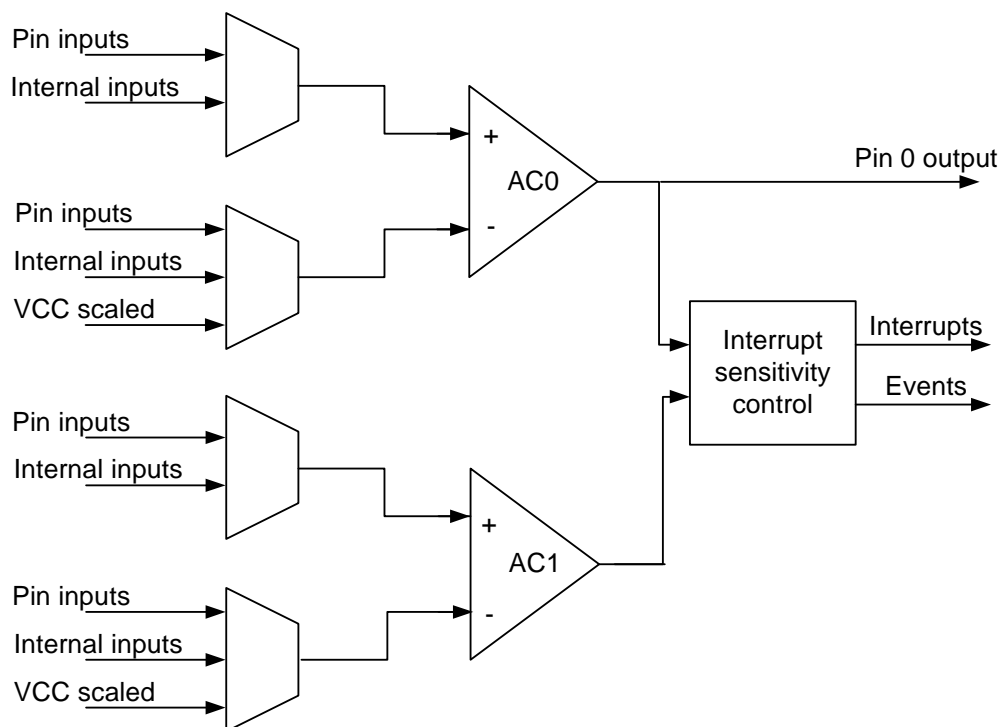 Pin inputs
Internal inputs
+
AC0
-
Pin 0 output
Pin inputs
Internal inputs
VCC scaled
Interrupt
sensitivity
control
Interrupts
Events
Pin inputs
Internal inputs
+
AC1
-
Pin inputs
Internal inputs
VCC scaled